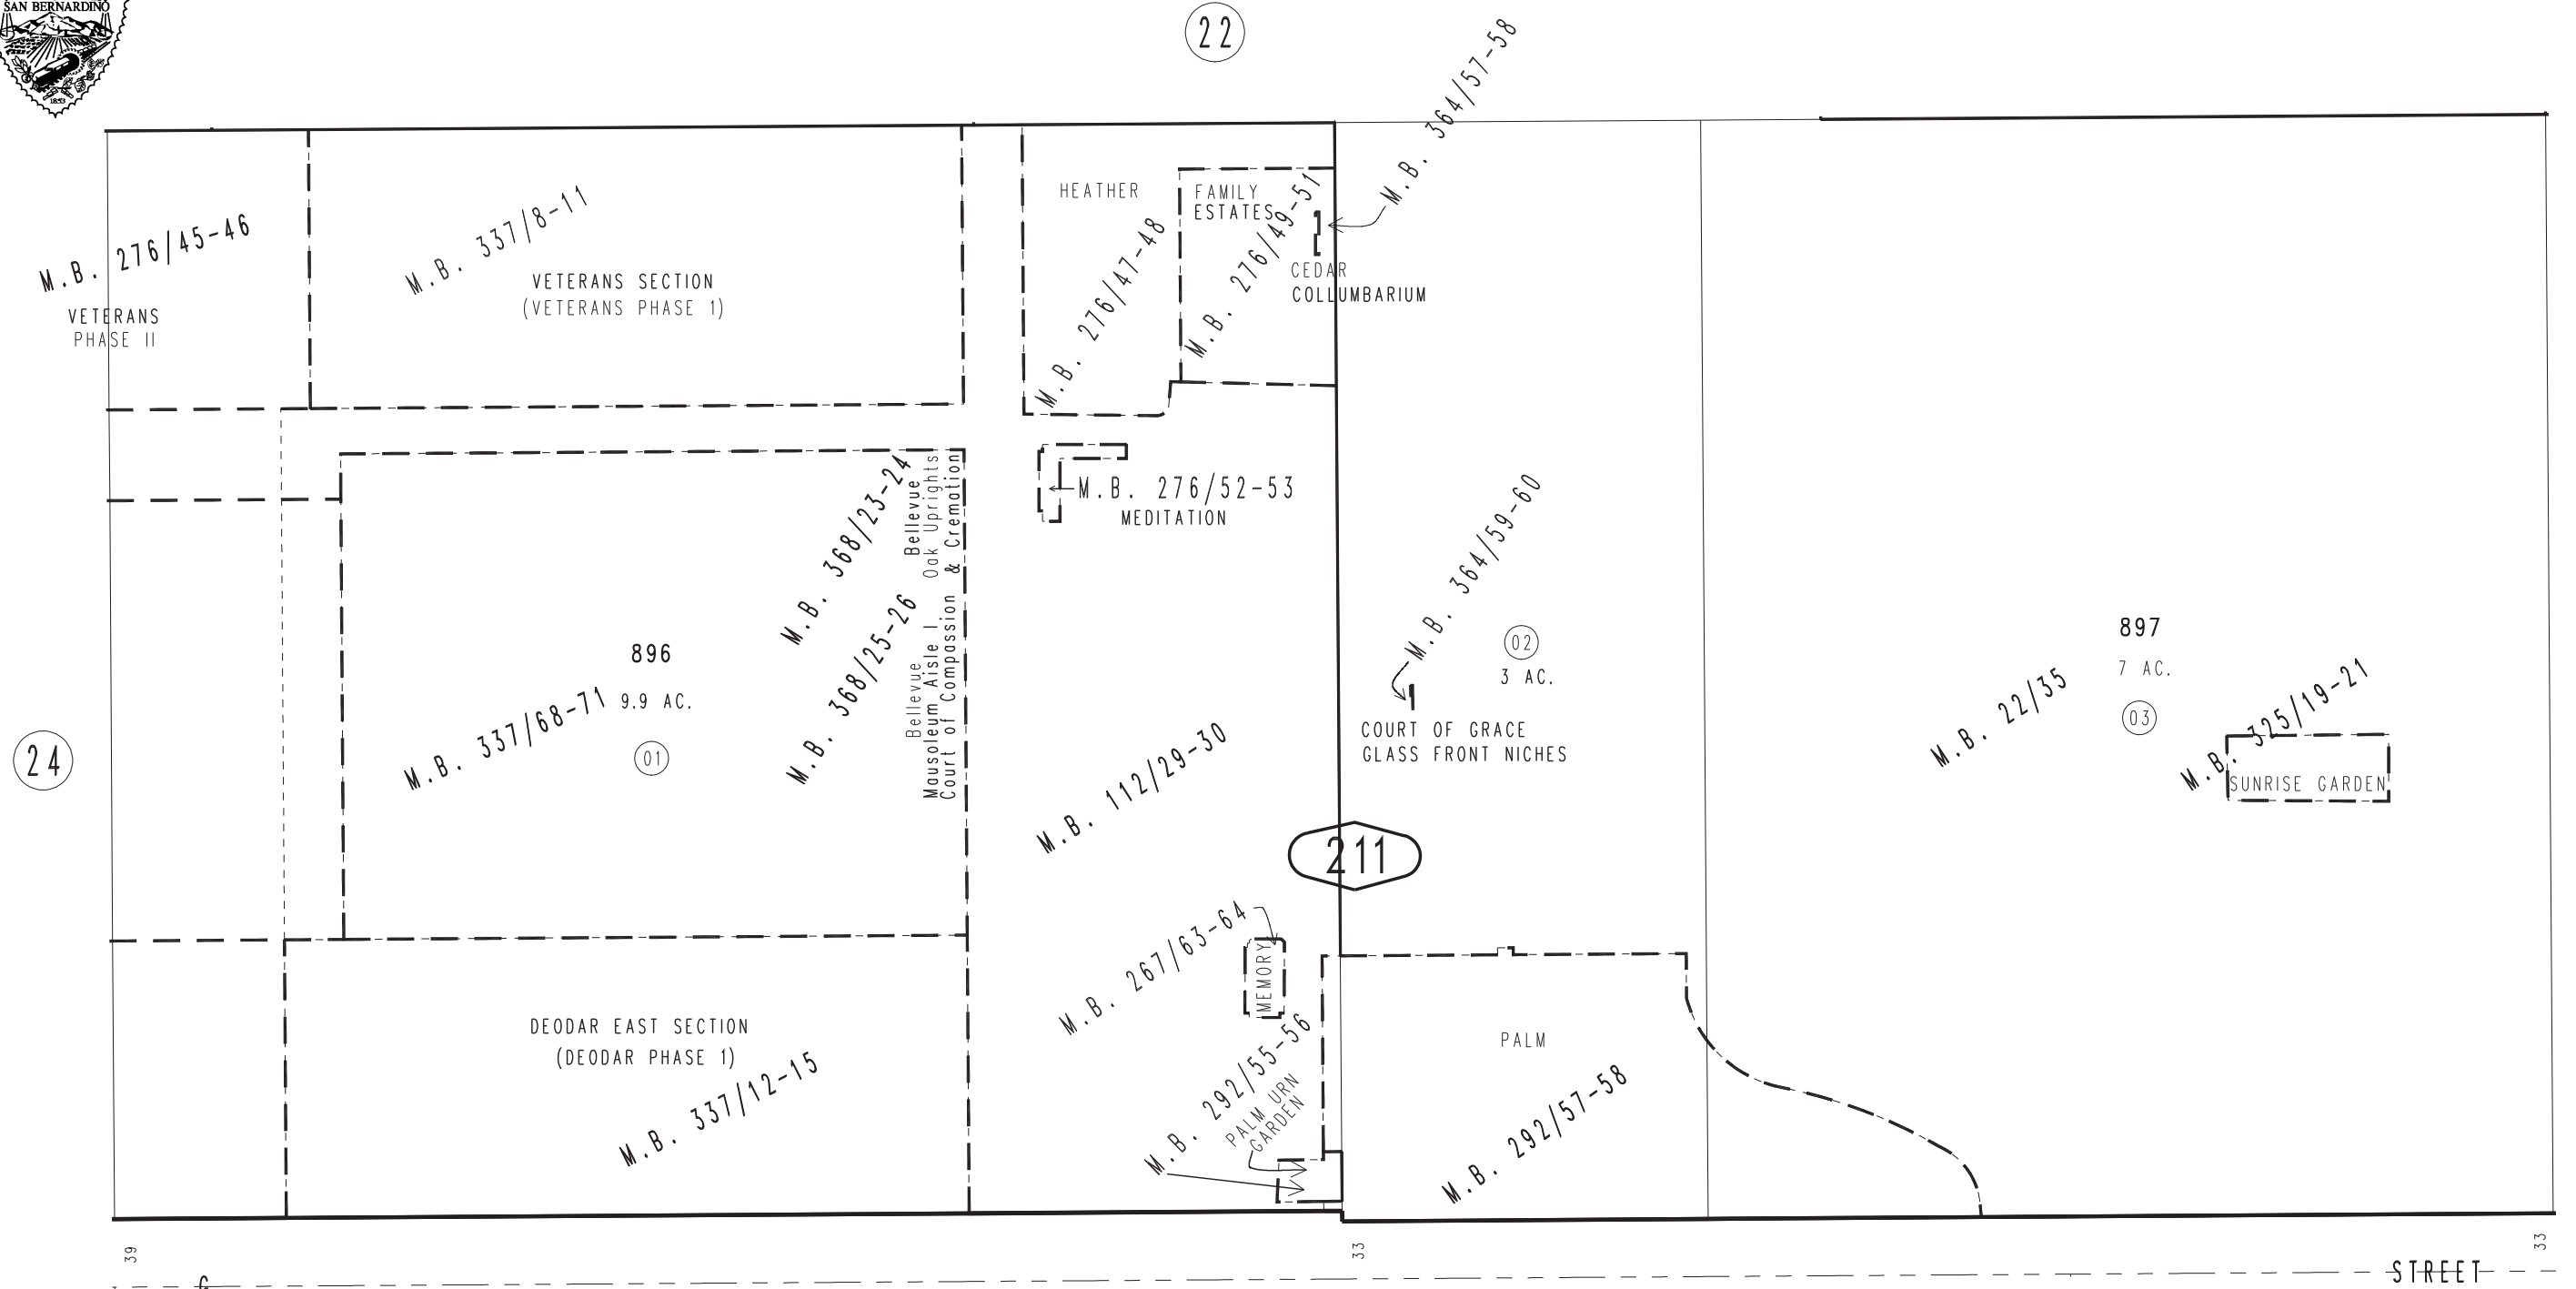 SAN BERNARDINO
1853
22
M.B. 364/57-58
HEATHER
FAMILY
ESTATES
M.B. 276/45-46
M.B. 337/8-11
M.B. 276/47-48
M.B. 276/49-51
VETERANS SECTION
(VETERANS PHASE 1)
CEDAR
COLLUMBARIUM
VETERANS
PHASE II
M.B. 368/23-24
Bellevue
Oak Uprights
& Cremation
M.B. 276/52-53
MEDITATION
M.B. 364/59-60
M.B. 368/25-26
Bellevue
Mausoleum Aisle I
Court of Compassion
896
9.9 AC.
01
M.B. 337/68-71
02
3 AC.
897
7 AC.
03
M.B. 22/35
M.B. 325/19-21
SUNRISE GARDEN
24
COURT OF GRACE
GLASS FRONT NICHES
M.B. 112/29-30
211
M.B. 267/63-64
MEMORY
DEODAR EAST SECTION
(DEODAR PHASE 1)
M.B. 337/12-15
M.B. 292/55-56
PALM URN
GARDEN
PALM
M.B. 292/57-58
39
33
33
STREET